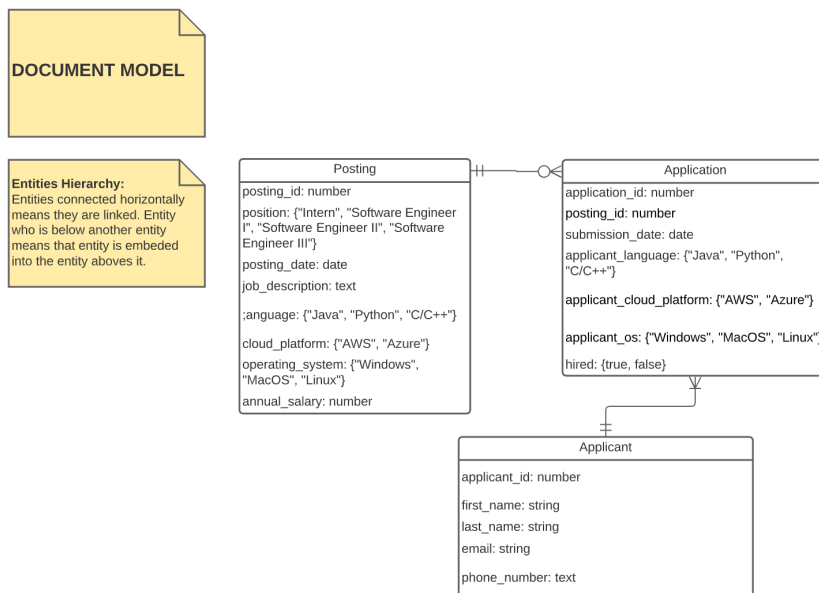 DOCUMENT MODEL
Entities Hierarchy:
Entities connected horizontally
means they are linked. Entity
who is below another entity
means that entity is embeded
into the entity aboves it.
Posting
posting_id: number
position: {"Intern", "Software Engineer
I", "Software Engineer II", "Software
Engineer III"}
posting_date: date
job_description: text
;anguage: {"Java", "Python", "C/C++"}
cloud_platform: {"AWS", "Azure"}
operating_system: {"Windows",
"MacOS", "Linux"}
annual_salary: number
Application
application_id: number
posting_id: number
submission_date: date
applicant_language: {"Java", "Python",
"C/C++"}
applicant_cloud_platform: {"AWS", "Azure"}
applicant_os: {"Windows", "MacOS", "Linux"}
hired: {true, false}
Applicant
applicant_id: number
first_name: string
last_name: string
email: string
phone_number: text